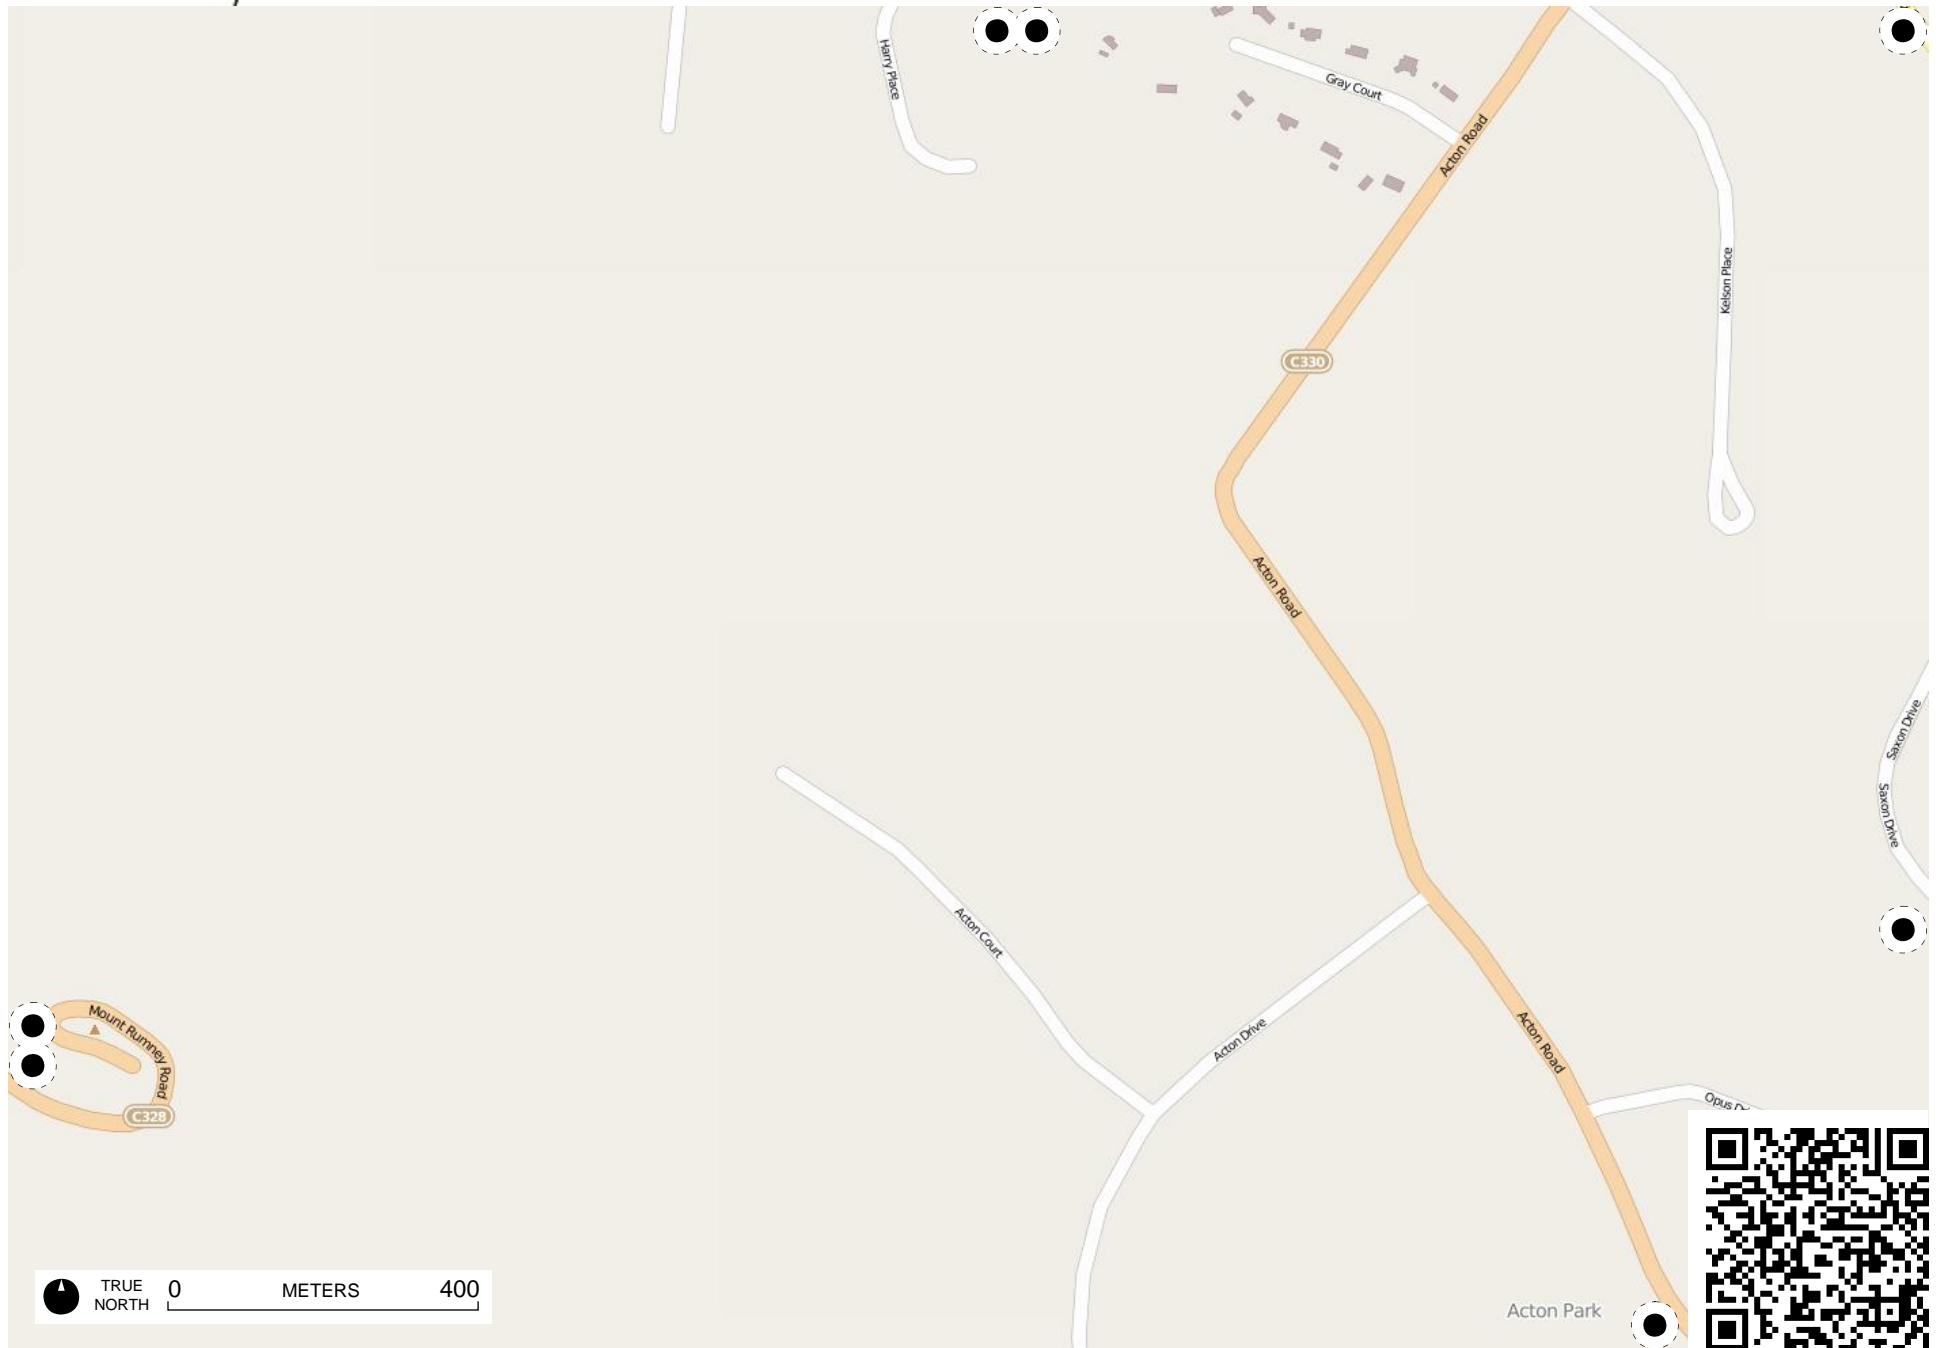 Harry Place
Gray Court
Acton Road
Kelson Place
C330
Acton Road
Saxon Drive
Saxon Drive
Acton Court
Mount Rumney Road
Acton Drive
Acton Road
Opus
C328
TRUE NORTH
0 METERS 400
Acton Park